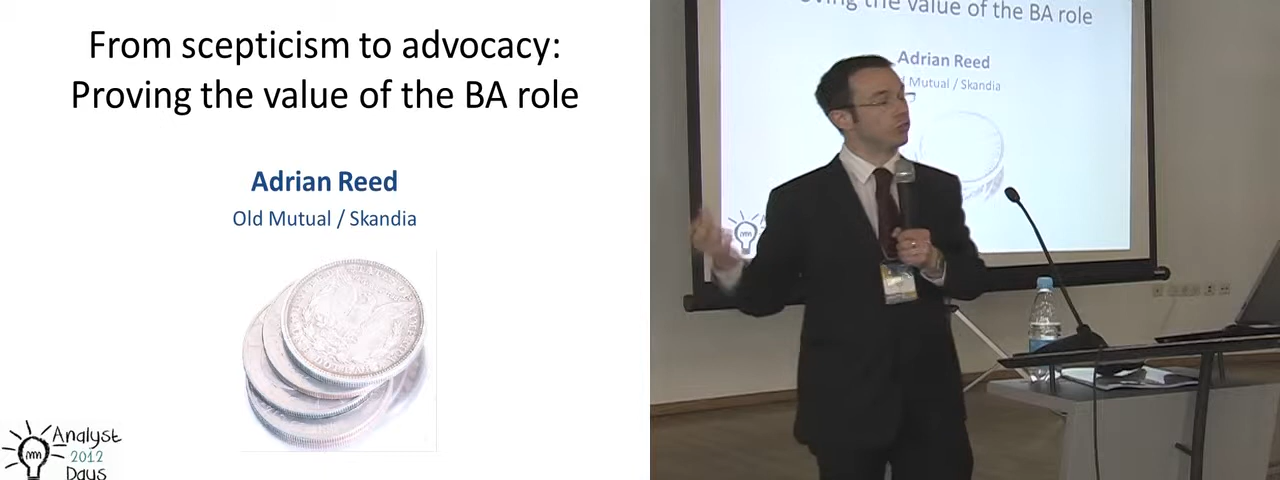 From scepticism to advocacy:
Proving the value of the BA role
Adrian Reed
Old Mutual / Skandia
Analyst
2012
Days
roving the value of the BA role
Adrian Reed
Mutual / Skandia